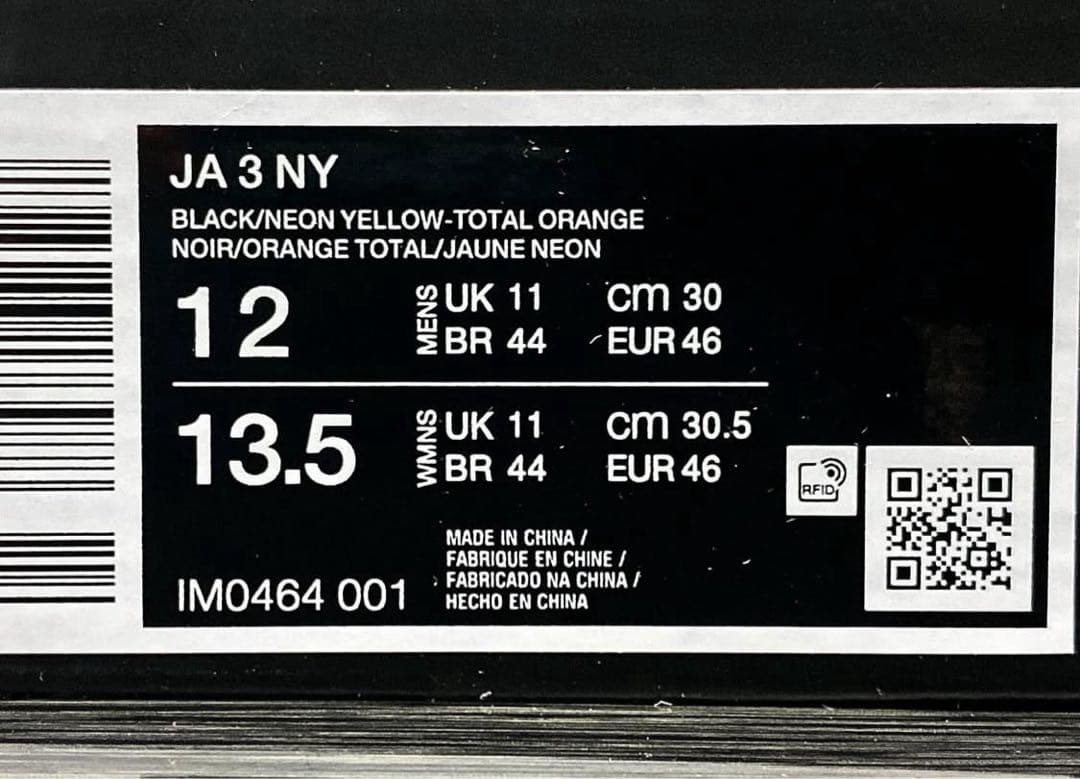 JA 3 NY
BLACK/NEON YELLOW-TOTAL ORANGE
NOIR/ORANGE TOTAL/JAUNE NEON
12 MENS UK 11 cm 30
BR 44 EUR 46
13.5 WMNS UK 11 cm 30.5
BR 44 EUR 46
RFID
IM0464 001
MADE IN CHINA /
FABRIQUE EN CHINE /
FABRICADO NA CHINA /
HECHO EN CHINA